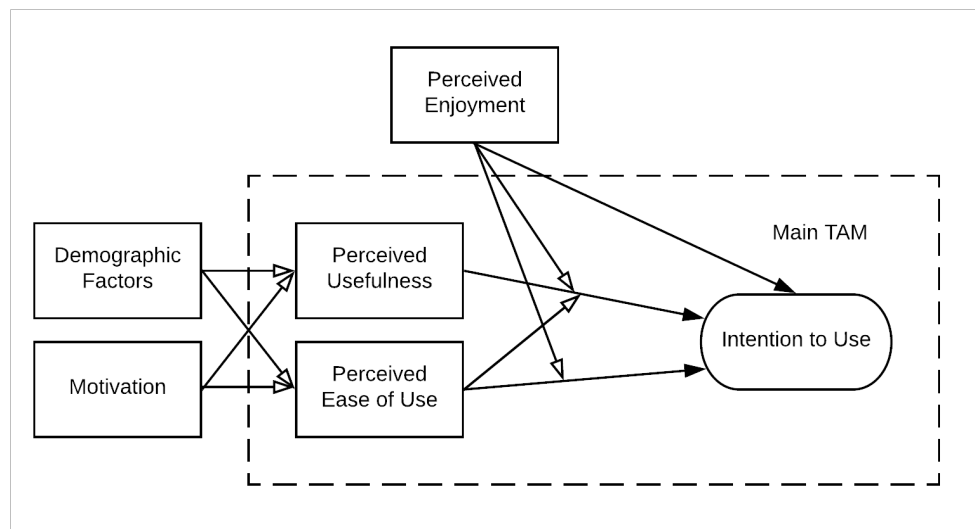 Perceived
Enjoyment
Main TAM
Demographic
Factors
Perceived
Usefulness
Intention to Use
Motivation
Perceived
Ease of Use